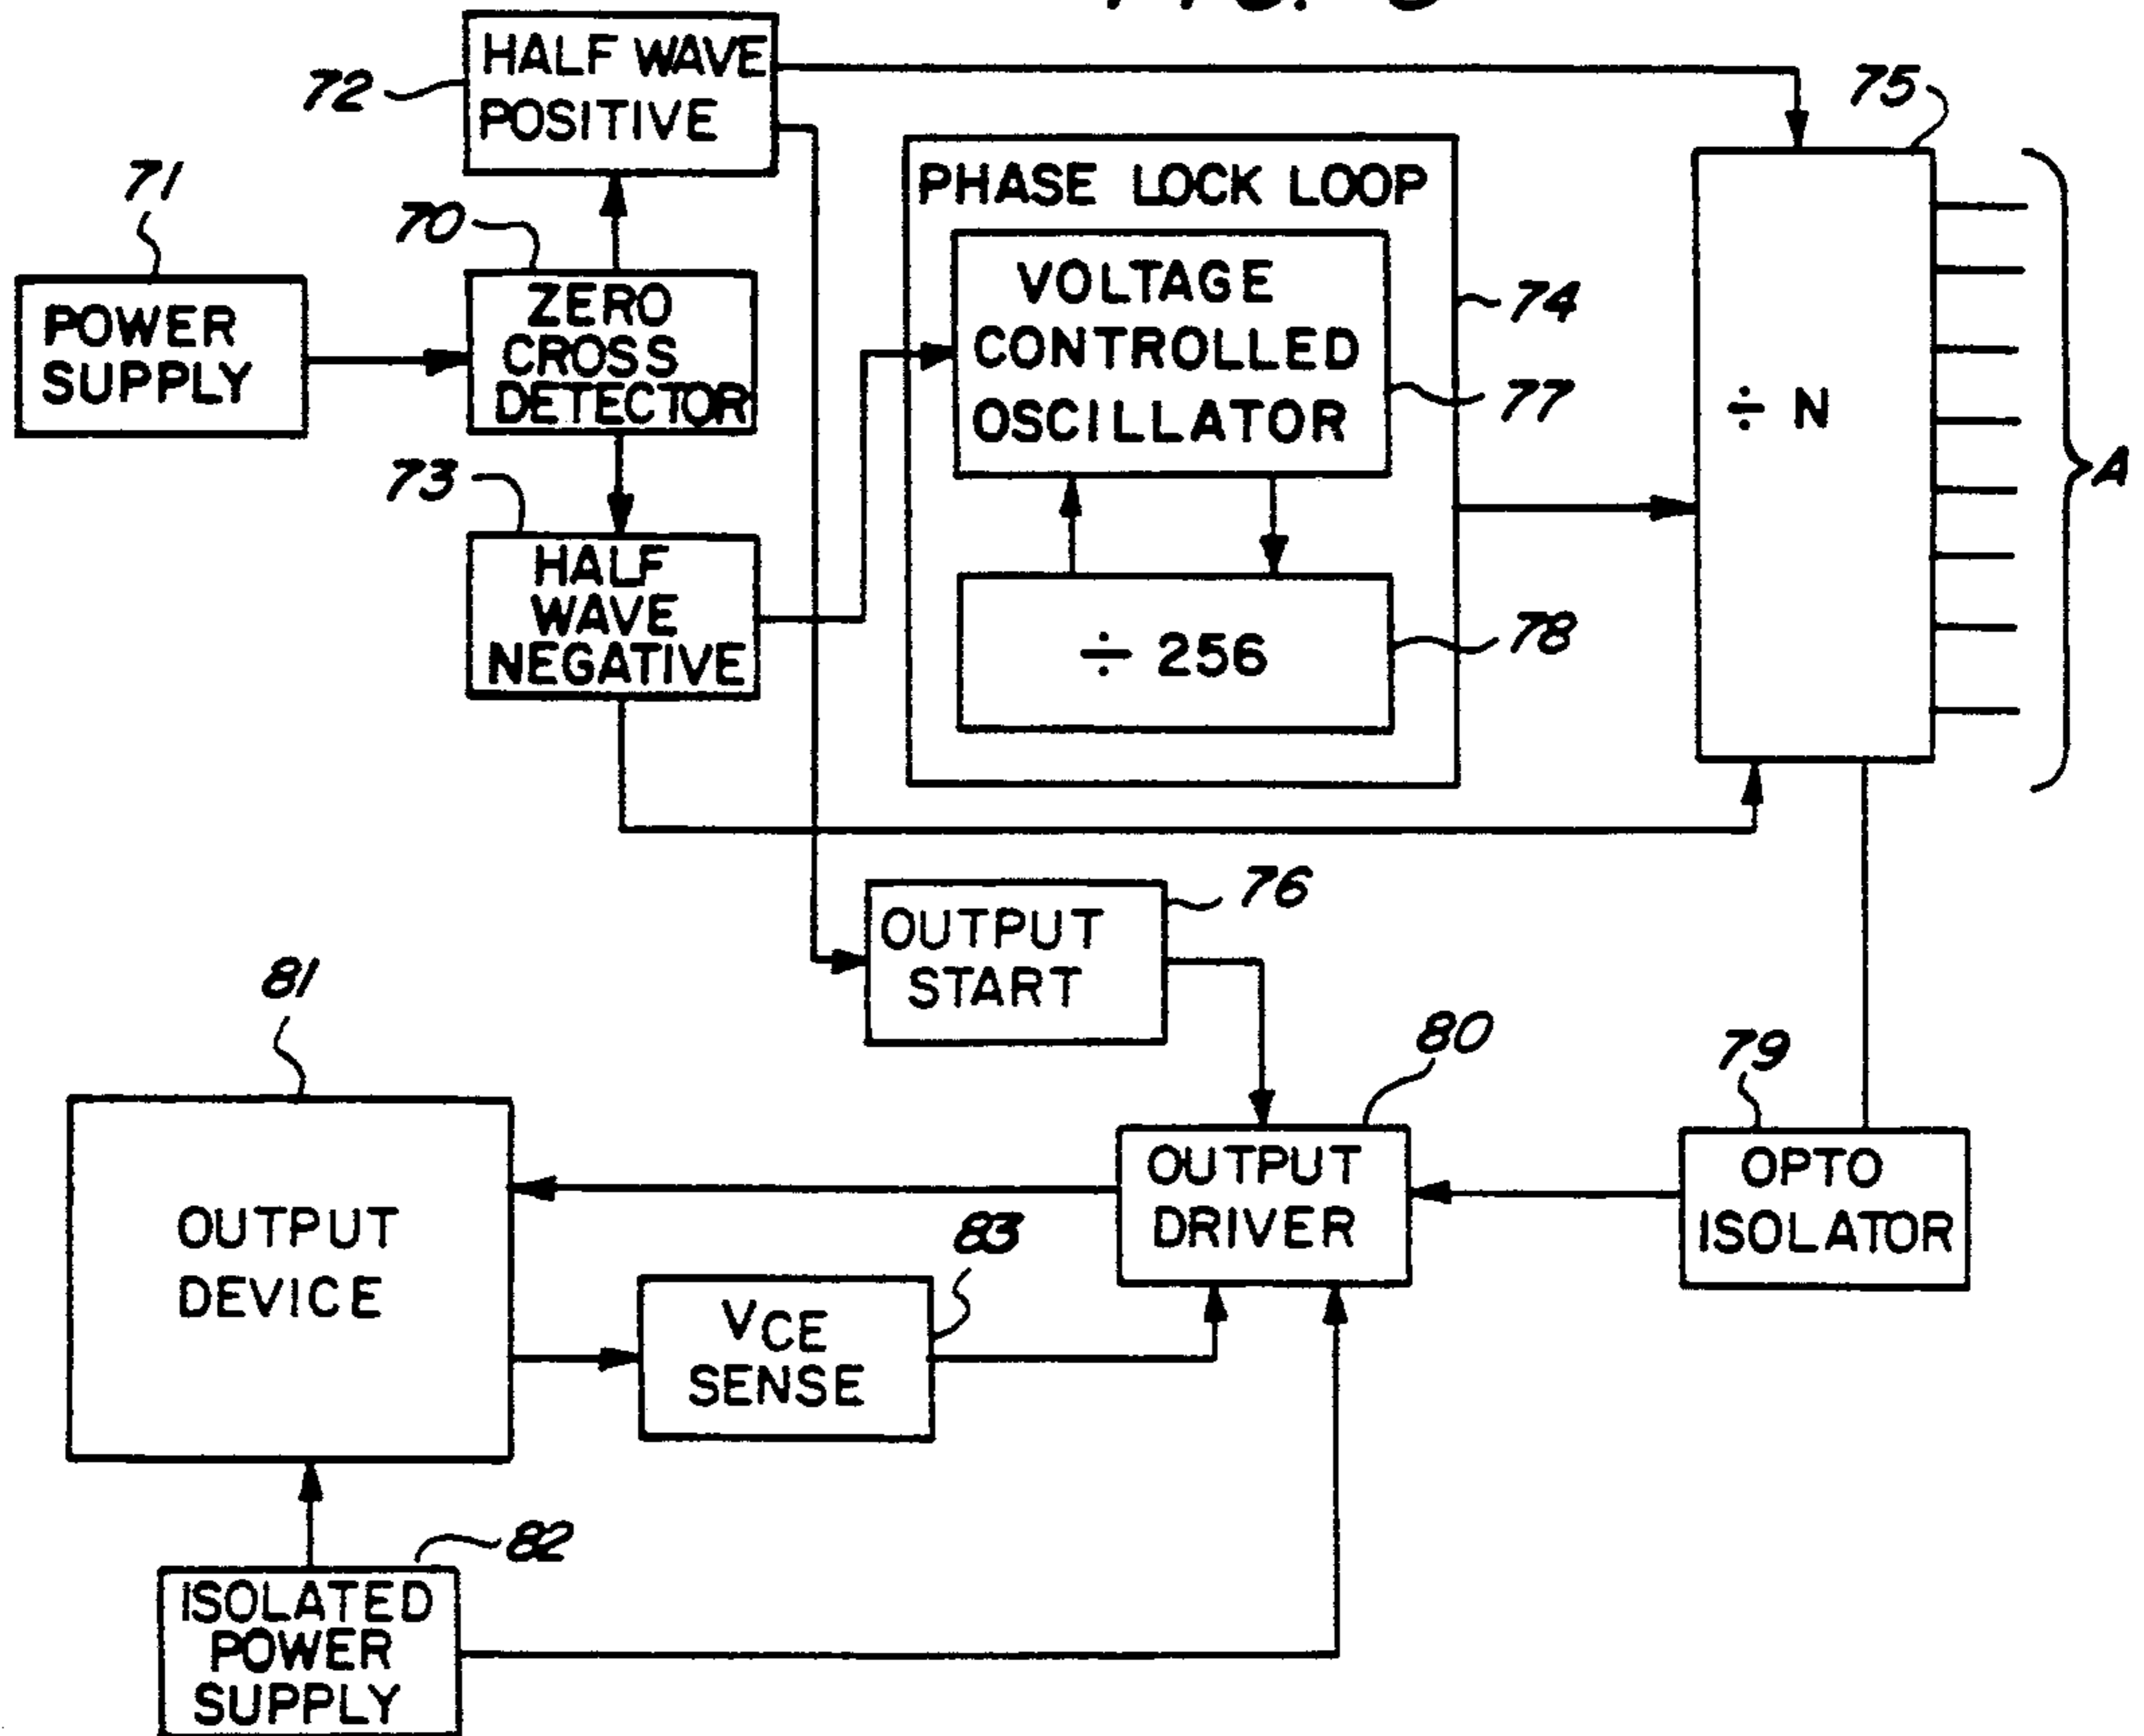 72
HALF WAVE
POSITIVE
75
71
70
PHASE LOCK LOOP
POWER
SUPPLY
ZERO
CROSS
DETECTOR
VOLTAGE
CONTROLLED
OSCILLATOR
74
77
÷ N
A
73
HALF
WAVE
NEGATIVE
÷ 256
78
76
OUTPUT
START
81
80
79
OUTPUT
DEVICE
OUTPUT
DRIVER
OPTO
ISOLATOR
83
VCE
SENSE
82
ISOLATED
POWER
SUPPLY